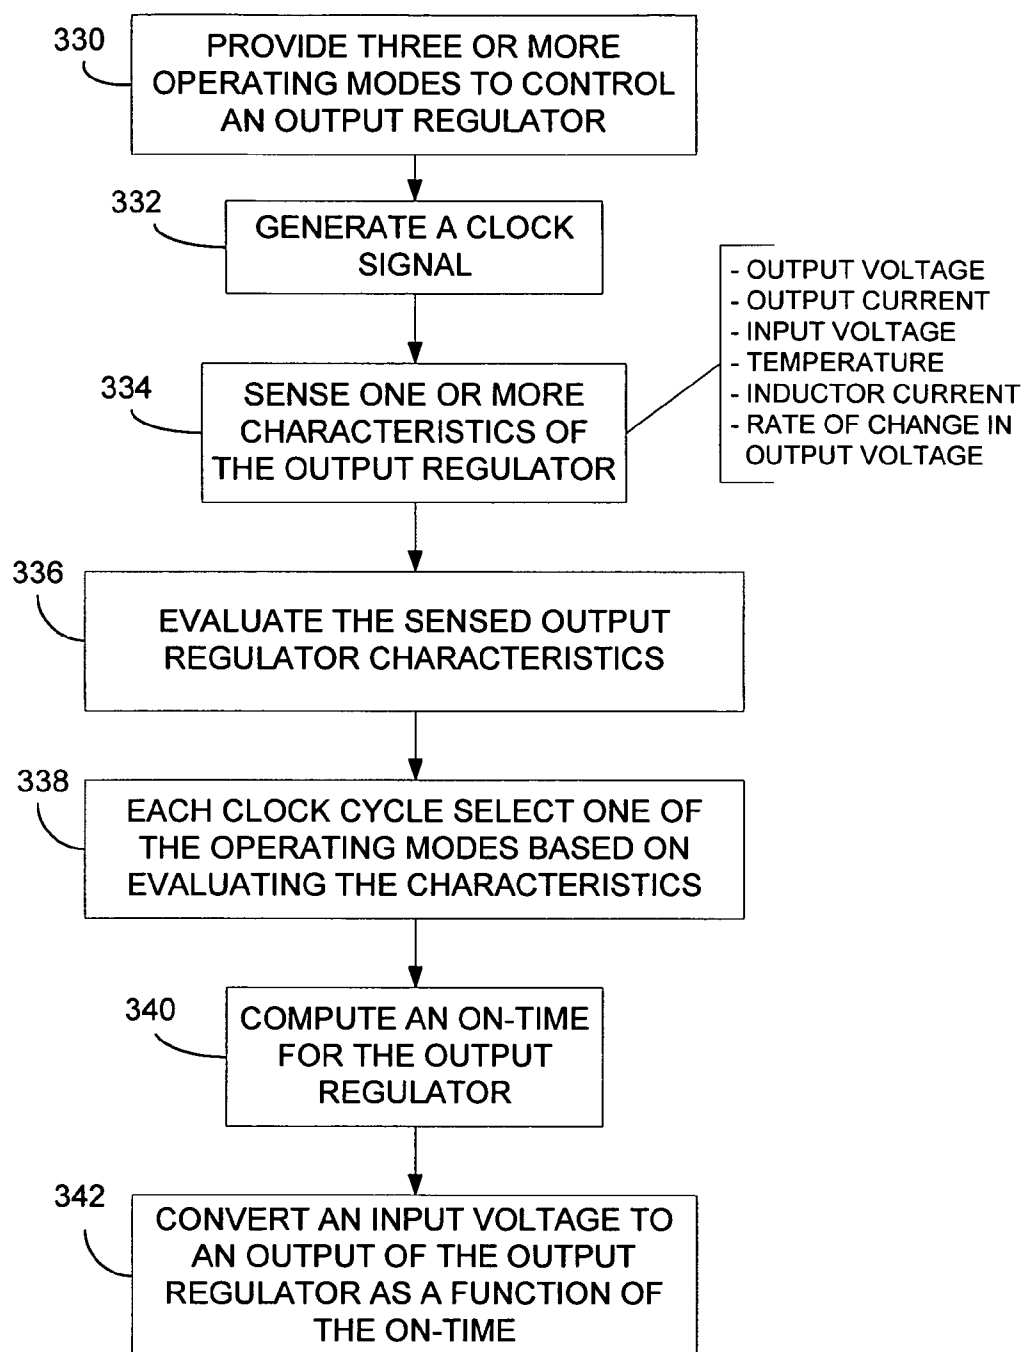 330
PROVIDE THREE OR MORE
OPERATING MODES TO CONTROL
AN OUTPUT REGULATOR
332
GENERATE A CLOCK
SIGNAL
334
SENSE ONE OR MORE
CHARACTERISTICS OF
THE OUTPUT REGULATOR
- OUTPUT VOLTAGE
- OUTPUT CURRENT
- INPUT VOLTAGE
- TEMPERATURE
- INDUCTOR CURRENT
- RATE OF CHANGE IN
OUTPUT VOLTAGE
336
EVALUATE THE SENSED OUTPUT
REGULATOR CHARACTERISTICS
338
EACH CLOCK CYCLE SELECT ONE OF
THE OPERATING MODES BASED ON
EVALUATING THE CHARACTERISTICS
340
COMPUTE AN ON-TIME
FOR THE OUTPUT
REGULATOR
342
CONVERT AN INPUT VOLTAGE TO
AN OUTPUT OF THE OUTPUT
REGULATOR AS A FUNCTION OF
THE ON-TIME